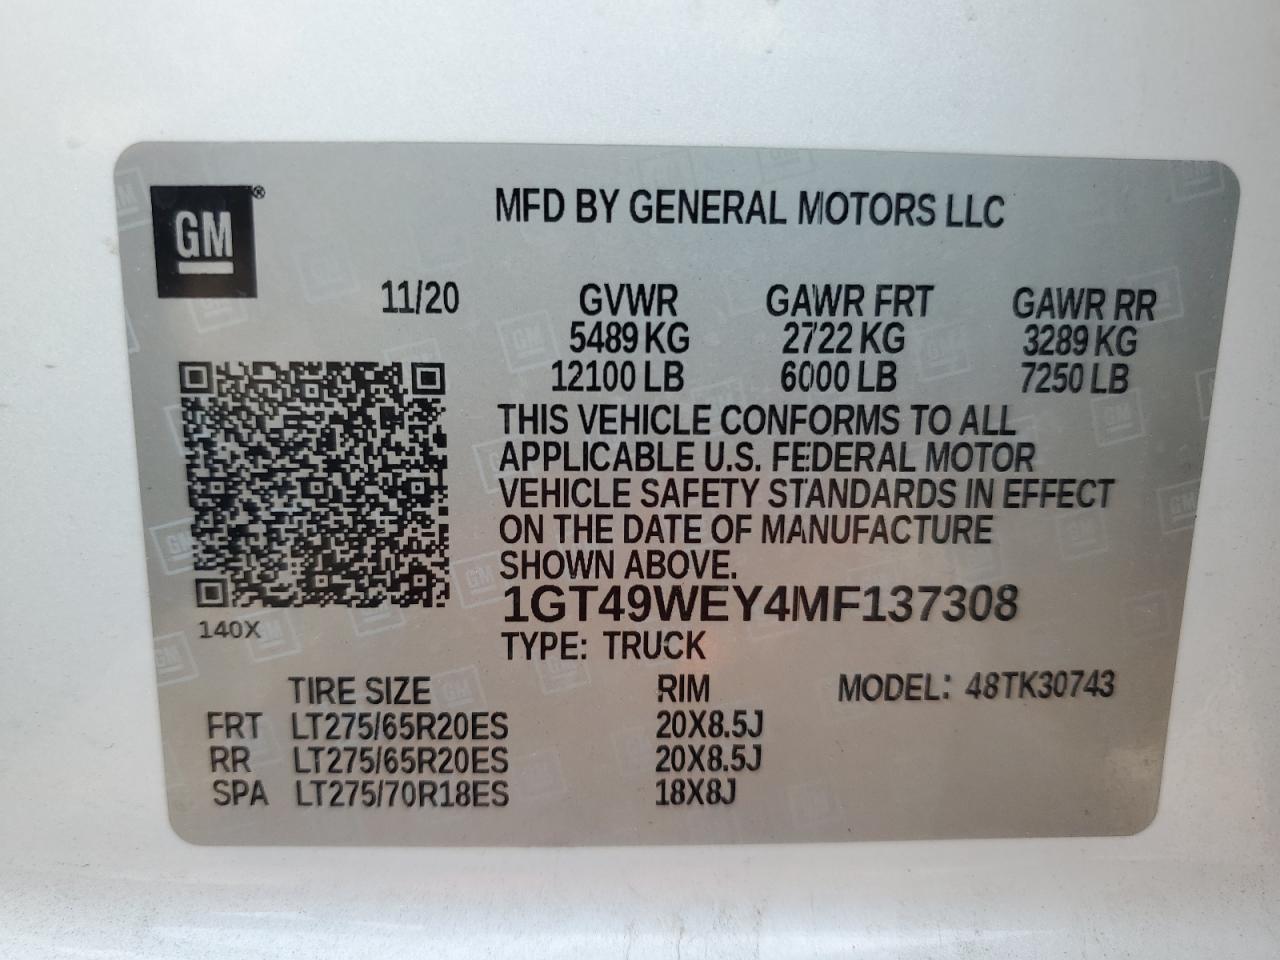 GM®
MFD BY GENERAL MOTORS LLC
11/20 GVWR GAWR FRT GAWR RR
5489 KG 2722 KG 3289 KG
12100 LB 6000 LB 7250 LB
THIS VEHICLE CONFORMS TO ALL
APPLICABLE U.S. FEDERAL MOTOR
VEHICLE SAFETY STANDARDS IN EFFECT
ON THE DATE OF MANUFACTURE
SHOWN ABOVE.
1GT49WEY4MF137308
140X
TYPE: TRUCK
TIRE SIZE RIM MODEL: 48TK30743
FRT LT275/65R20ES 20X8.5J
RR LT275/65R20ES 20X8.5J
SPA LT275/70R18ES 18X8J